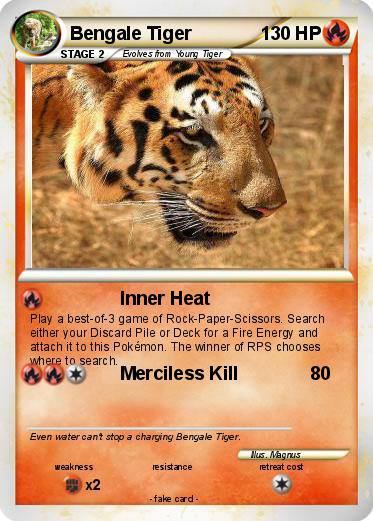 Bengale Tiger 130 HP
STAGE 2 Evolves from Young Tiger
Inner Heat
Play a best-of-3 game of Rock-Paper-Scissors. Search
either your Discard Pile or Deck for a Fire Energy and
attach it to this Pokémon. The winner of RPS chooses
where to search.
Merciless Kill 80
Even water can't stop a charging Bengale Tiger.
Illus. Magnus
weakness resistance retreat cost
x2
- fake card -